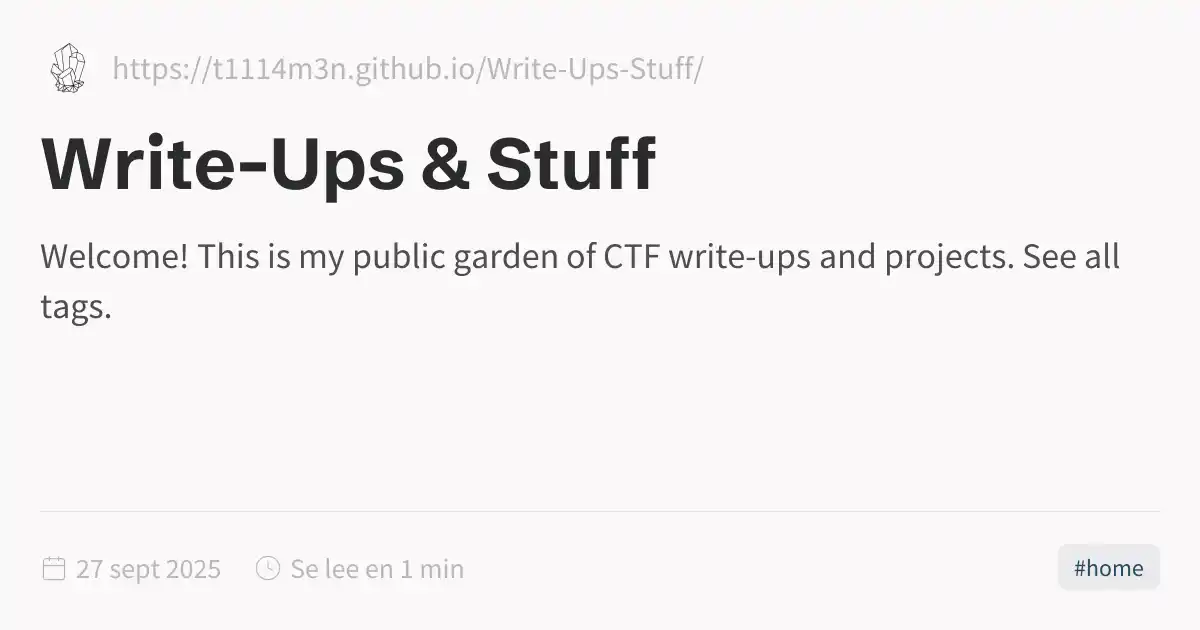 https://t1114m3n.github.io/Write-Ups-Stuff/
Write-Ups & Stuff
Welcome! This is my public garden of CTF write-ups and projects. See all
tags.
27 sept 2025
Se lee en 1 min
#home